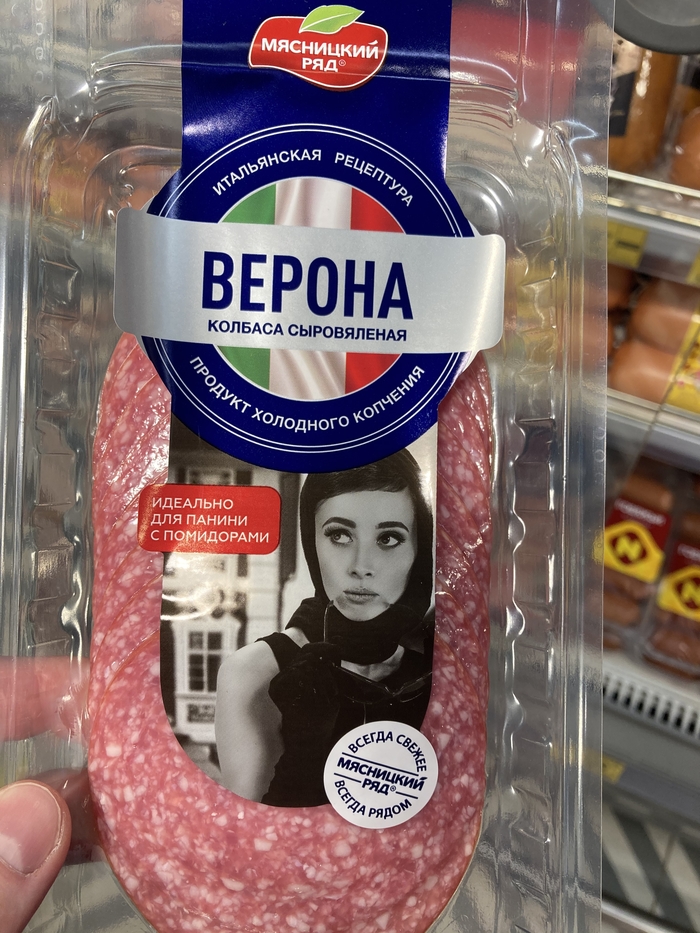 МЯСНИЦКИЙ
РЯД®
ИТАЛЬЯНСКАЯ РЕЦЕПТУРА
ВЕРОНА
КОЛБАСА СЫРОВЯЛЕНАЯ
ПРОДУКТ ХОЛОДНОГО КОПЧЕНИЯ
ИДЕАЛЬНО
ДЛЯ ПАНИНИ
С ПОМИДОРАМИ
ВСЕГДА СВЕЖЕЕ
МЯСНИЦКИЙ
РЯД®
ВСЕГДА РЯДОМ